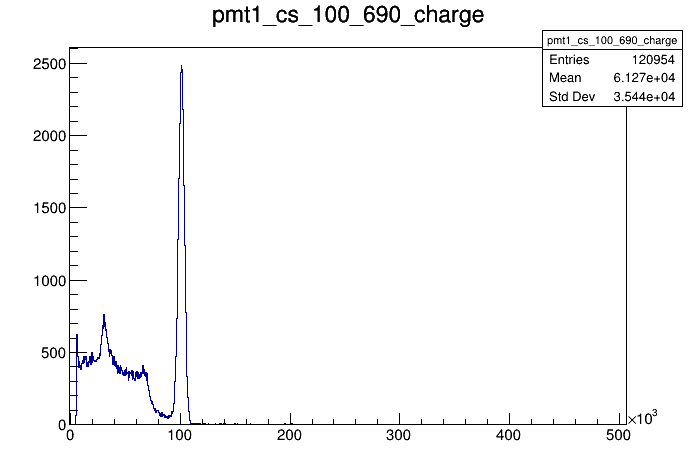 pmt1_cs_100_690_charge
pmt1_cs_100_690_charge
Entries 120954
Mean 6.127e+04
Std Dev 3.544e+04
2500
2000
1500
1000
500
0
0 100 200 300 400 500
×10³